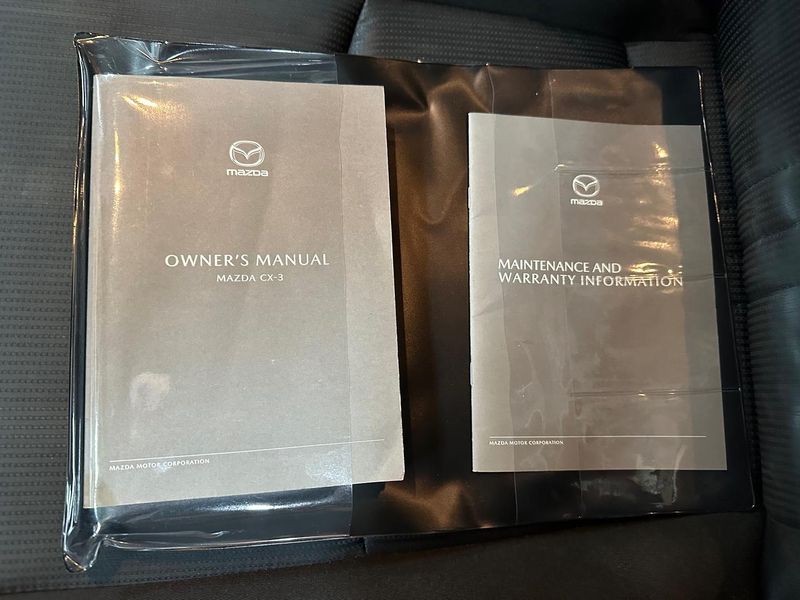 mazda
OWNER'S MANUAL
MAZDA CX-3
MAZDA MOTOR CORPORATION
mazda
MAINTENANCE AND
WARRANTY INFORMATION
MAZDA MOTOR CORPORATION